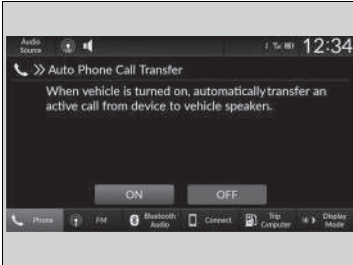 Audio
Source
12:34
Auto Phone Call Transfer
When vehicle is turned on, automatically transfer an
active call from device to vehicle speakers.
ON OFF
Phone FM Bluetooth Audio Connect Trip Computer Display Mode